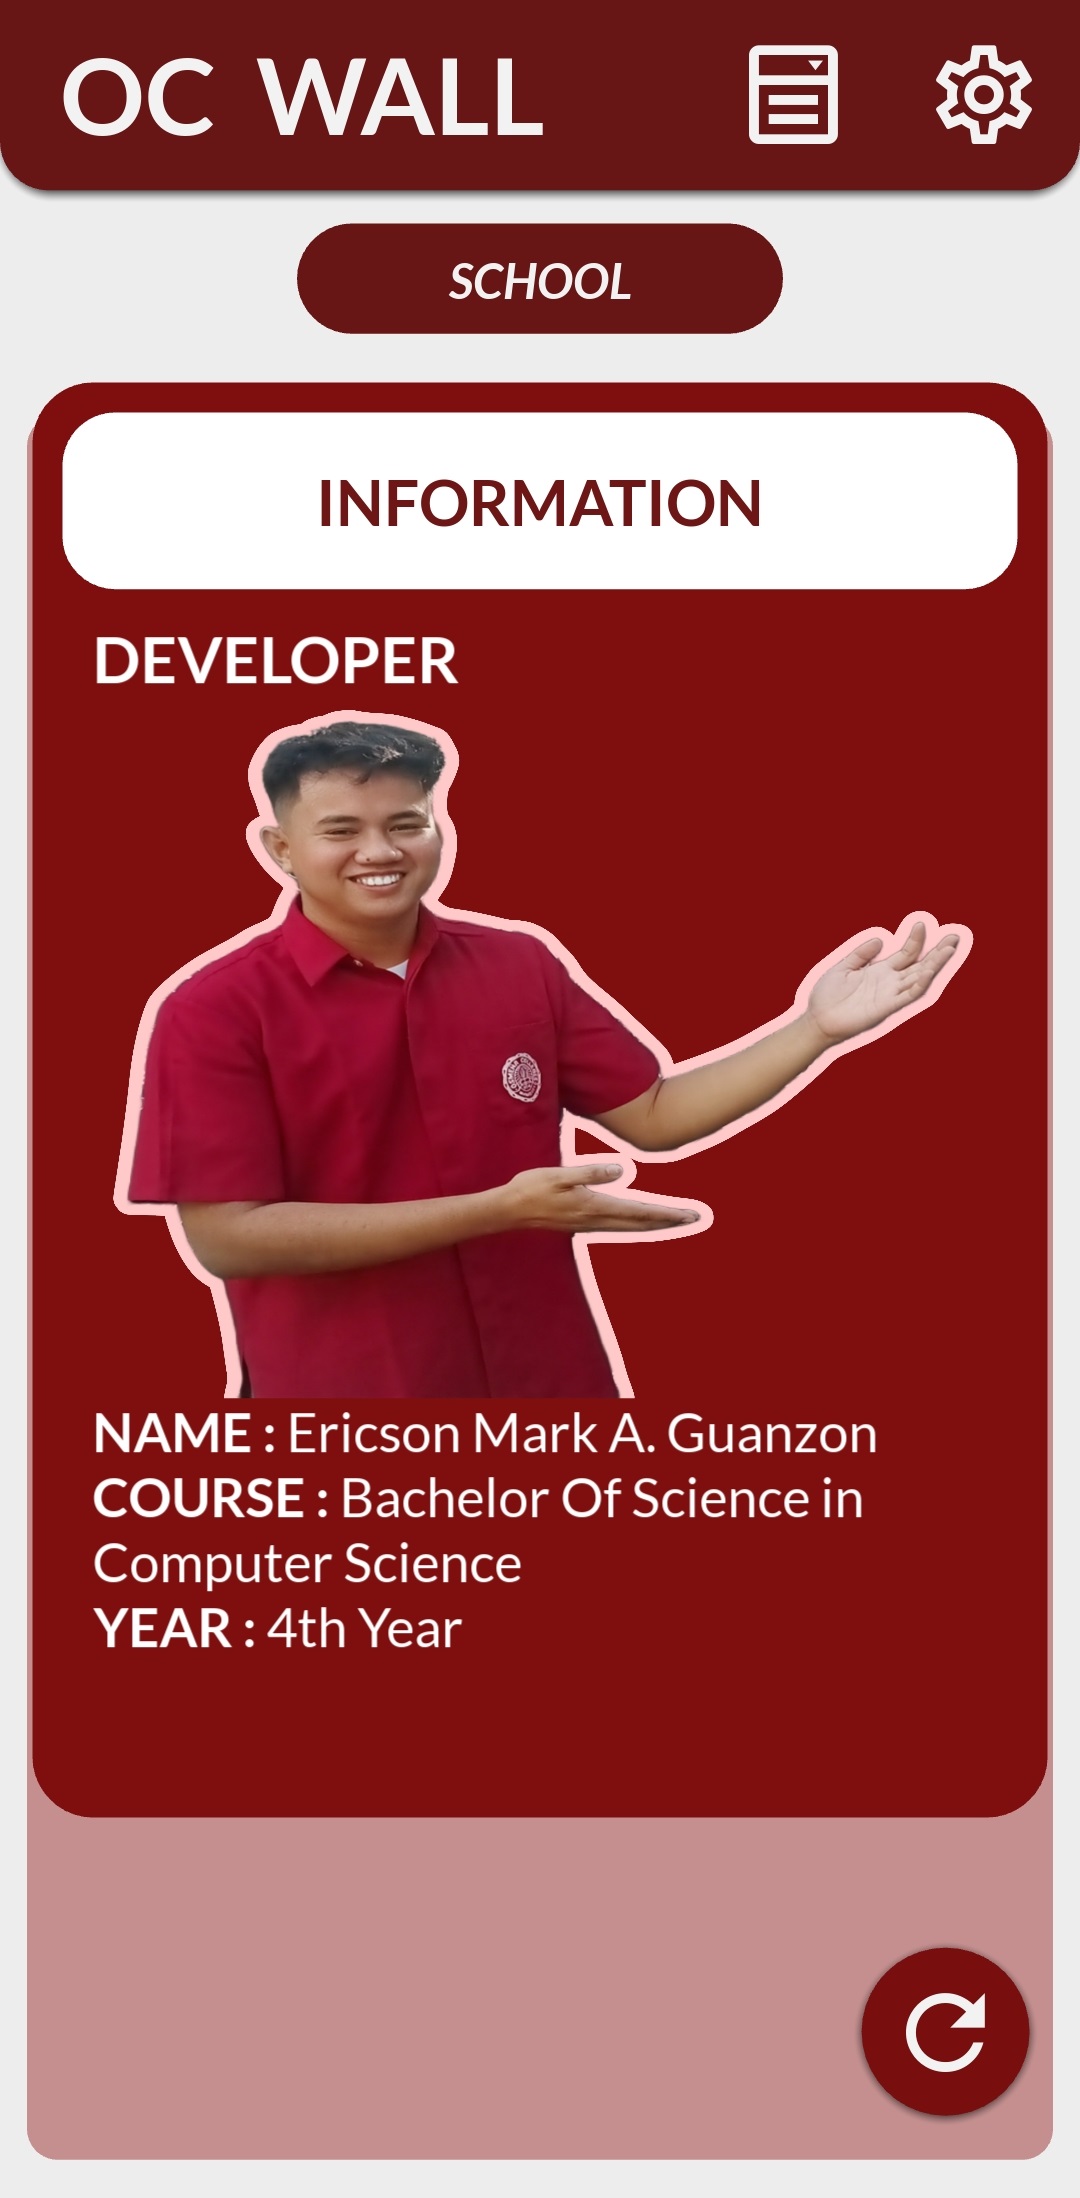 OC WALL
SCHOOL
INFORMATION
DEVELOPER
NAME : Ericson Mark A. Guanzon
COURSE : Bachelor Of Science in
Computer Science
YEAR : 4th Year